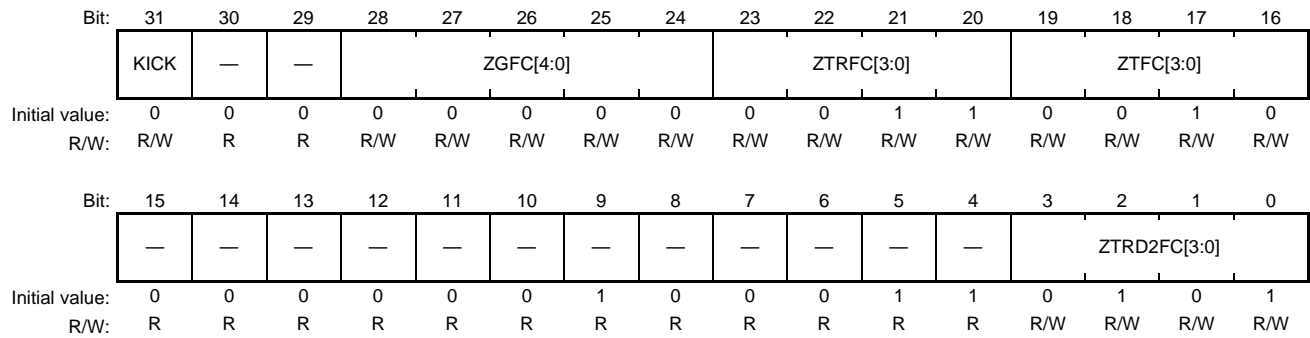 Bit: 31 30 29 28 27 26 25 24 23 22 21 20 19 18 17 16
KICK — — ZGFC[4:0] ZTRFC[3:0] ZTFC[3:0]
Initial value: 0 0 0 0 0 0 0 0 0 0 1 1 0 0 1 0
R/W: R/W R R R/W R/W R/W R/W R/W R/W R/W R/W R/W R/W R/W R/W R/W
Bit: 15 14 13 12 11 10 9 8 7 6 5 4 3 2 1 0
— — — — — — — — — — — — ZTRD2FC[3:0]
Initial value: 0 0 0 0 0 0 1 0 0 0 1 1 0 1 0 1
R/W: R R R R R R R R R R R R R/W R/W R/W R/W